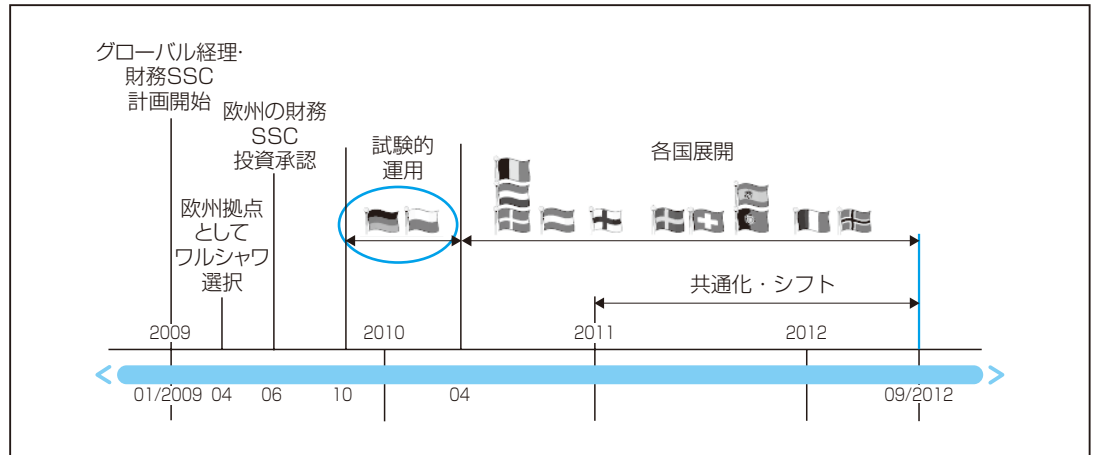 グローバル経理・
財務SSC
計画開始
欧州の財務
SSC
投資承認
欧州拠点
として
ワルシャワ
選択
試験的
運用
各国展開
共通化・シフト
2009
2010
2011
2012
01/2009
04
06
10
04
09/2012